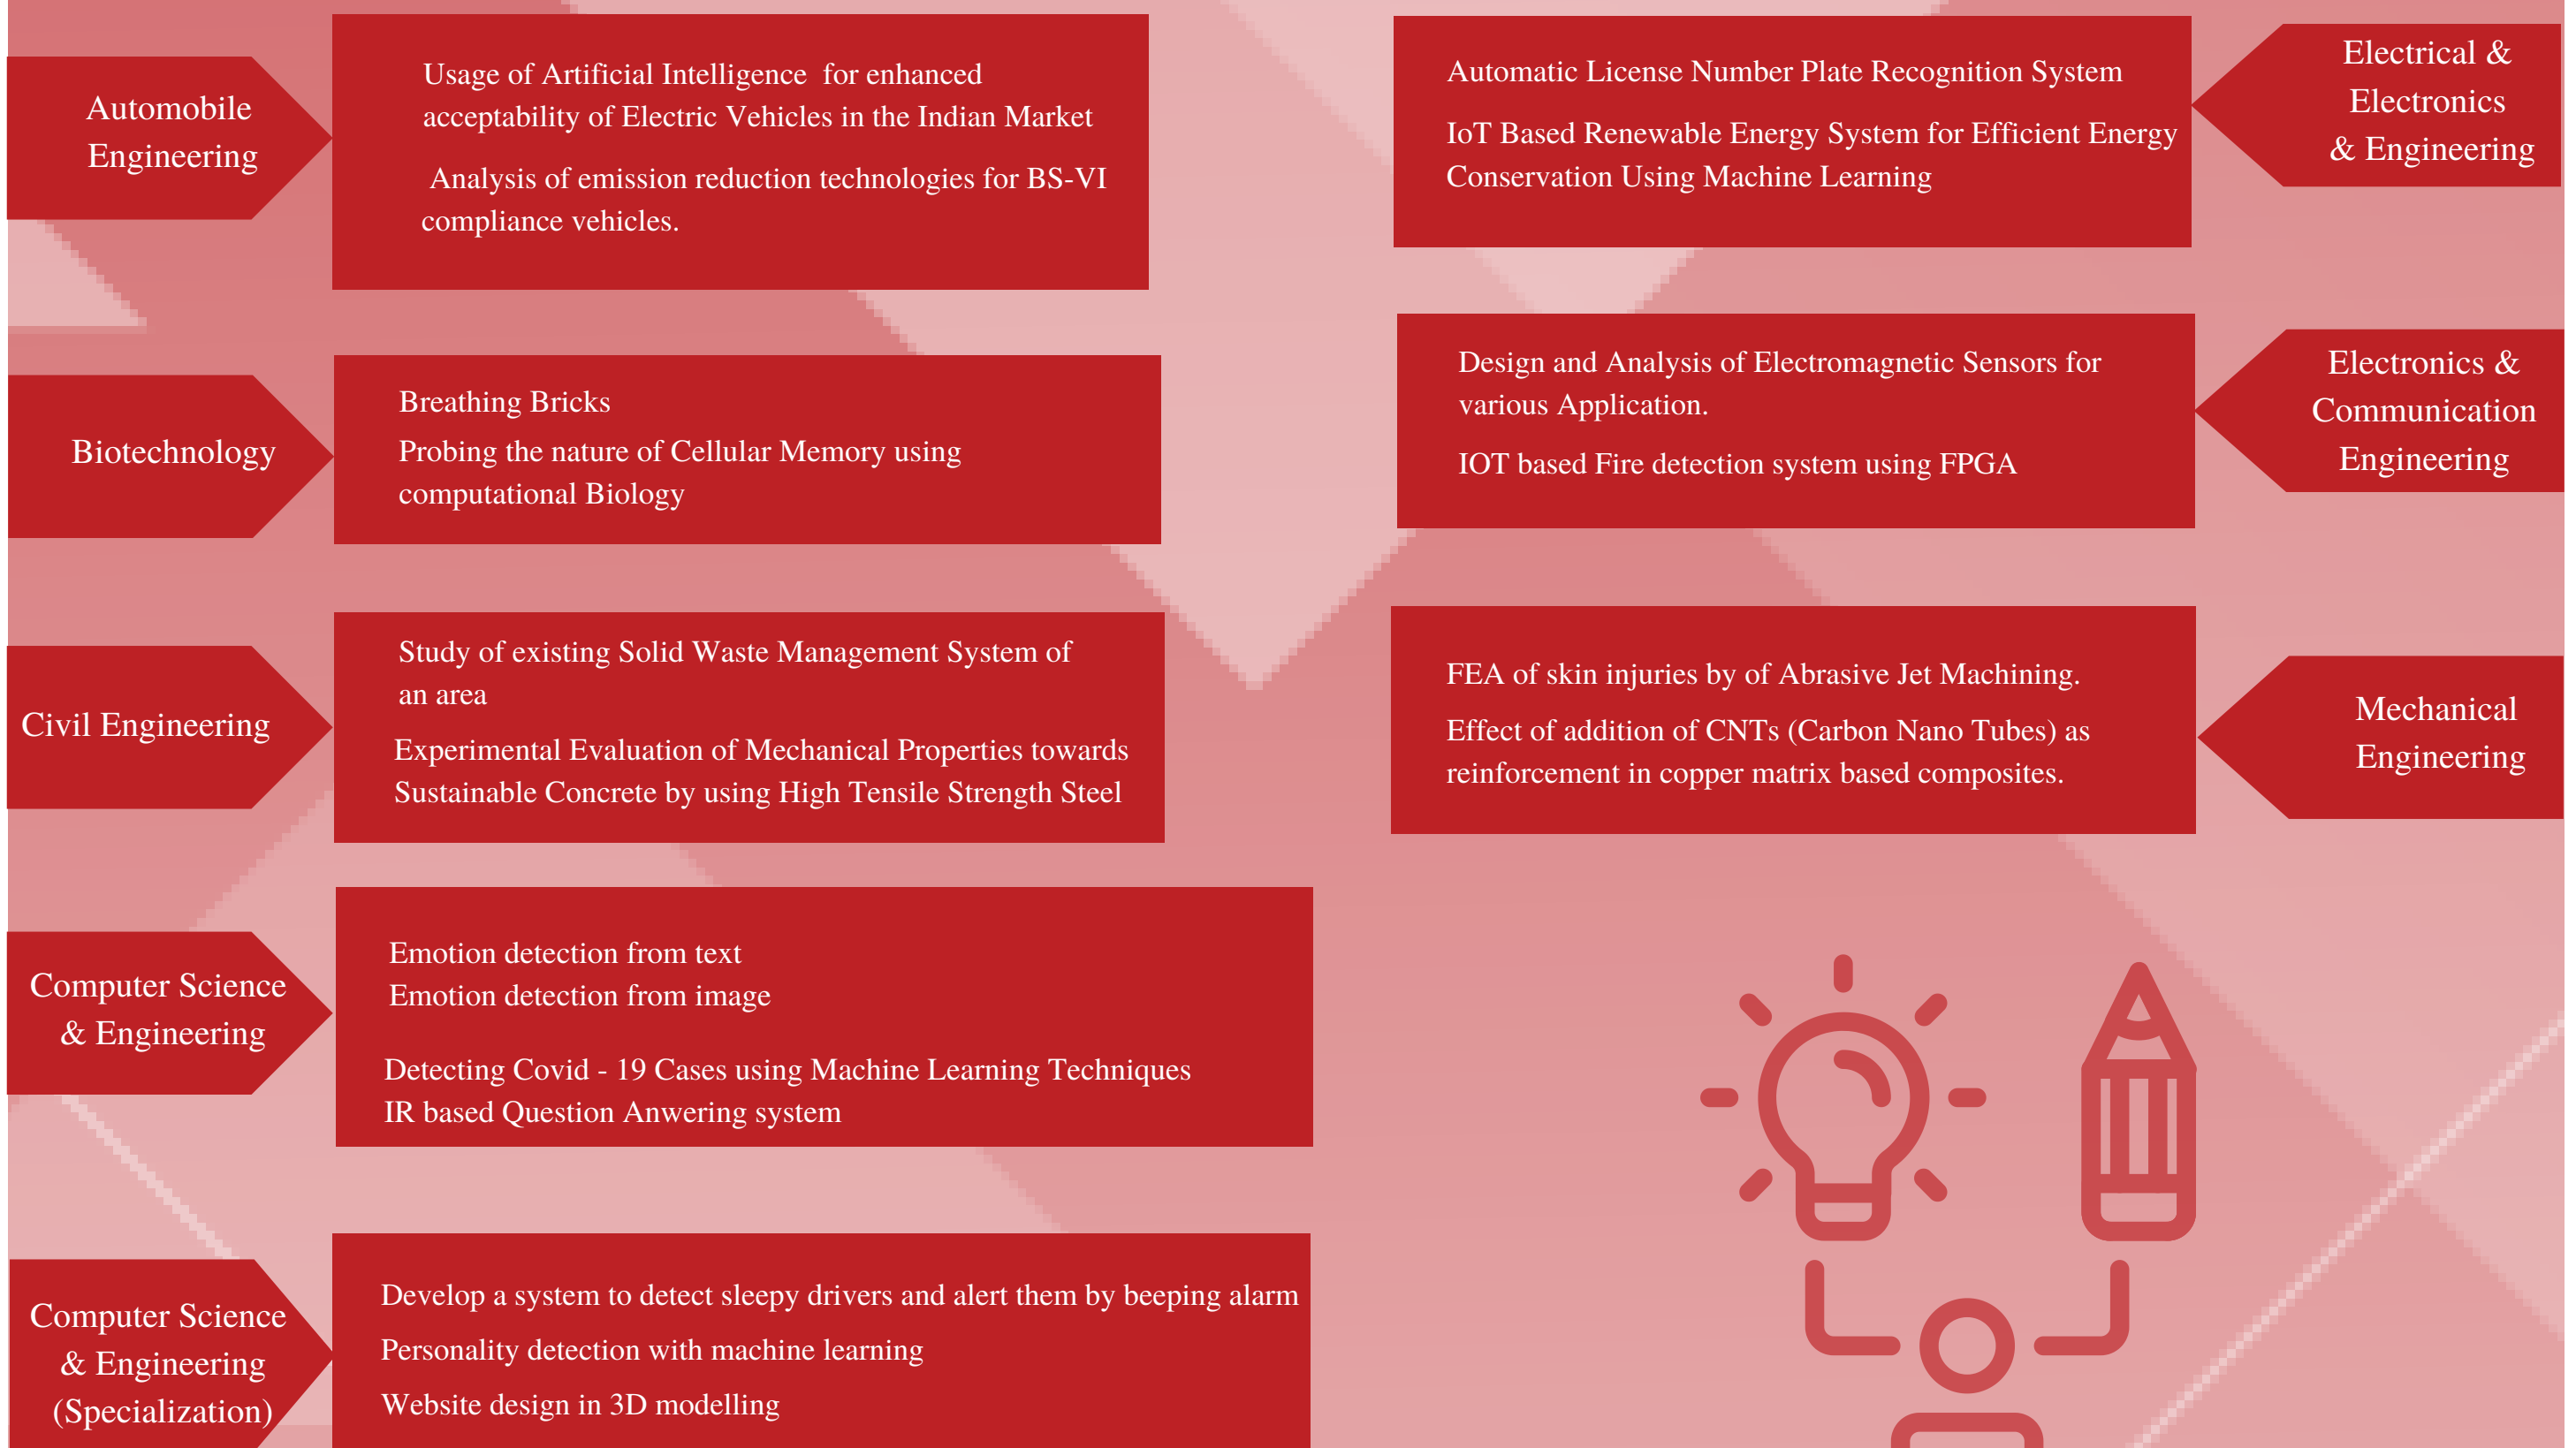 Automobile
Engineering
Usage of Artificial Intelligence  for enhanced
acceptability of Electric Vehicles in the Indian Market
Analysis of emission reduction technologies for BS-VI
compliance vehicles.
Biotechnology
Breathing Bricks
Probing the nature of Cellular Memory using
computational Biology
Civil Engineering
Study of existing Solid Waste Management System of
an area
Experimental Evaluation of Mechanical Properties towards
Sustainable Concrete by using High Tensile Strength Steel
Computer Science
& Engineering
Emotion detection from text
Emotion detection from image
Detecting Covid - 19 Cases using Machine Learning Techniques
IR based Question Anwering system
Computer Science
& Engineering
(Specialization)
Develop a system to detect sleepy drivers and alert them by beeping alarm
Personality detection with machine learning
Website design in 3D modelling
Electrical &
Electronics
& Engineering
Automatic License Number Plate Recognition System
IoT Based Renewable Energy System for Efficient Energy
Conservation Using Machine Learning
Electronics &
Communication
Engineering
Design and Analysis of Electromagnetic Sensors for
various Application.
IOT based Fire detection system using FPGA
Mechanical
Engineering
FEA of skin injuries by of Abrasive Jet Machining.
Effect of addition of CNTs (Carbon Nano Tubes) as
reinforcement in copper matrix based composites.